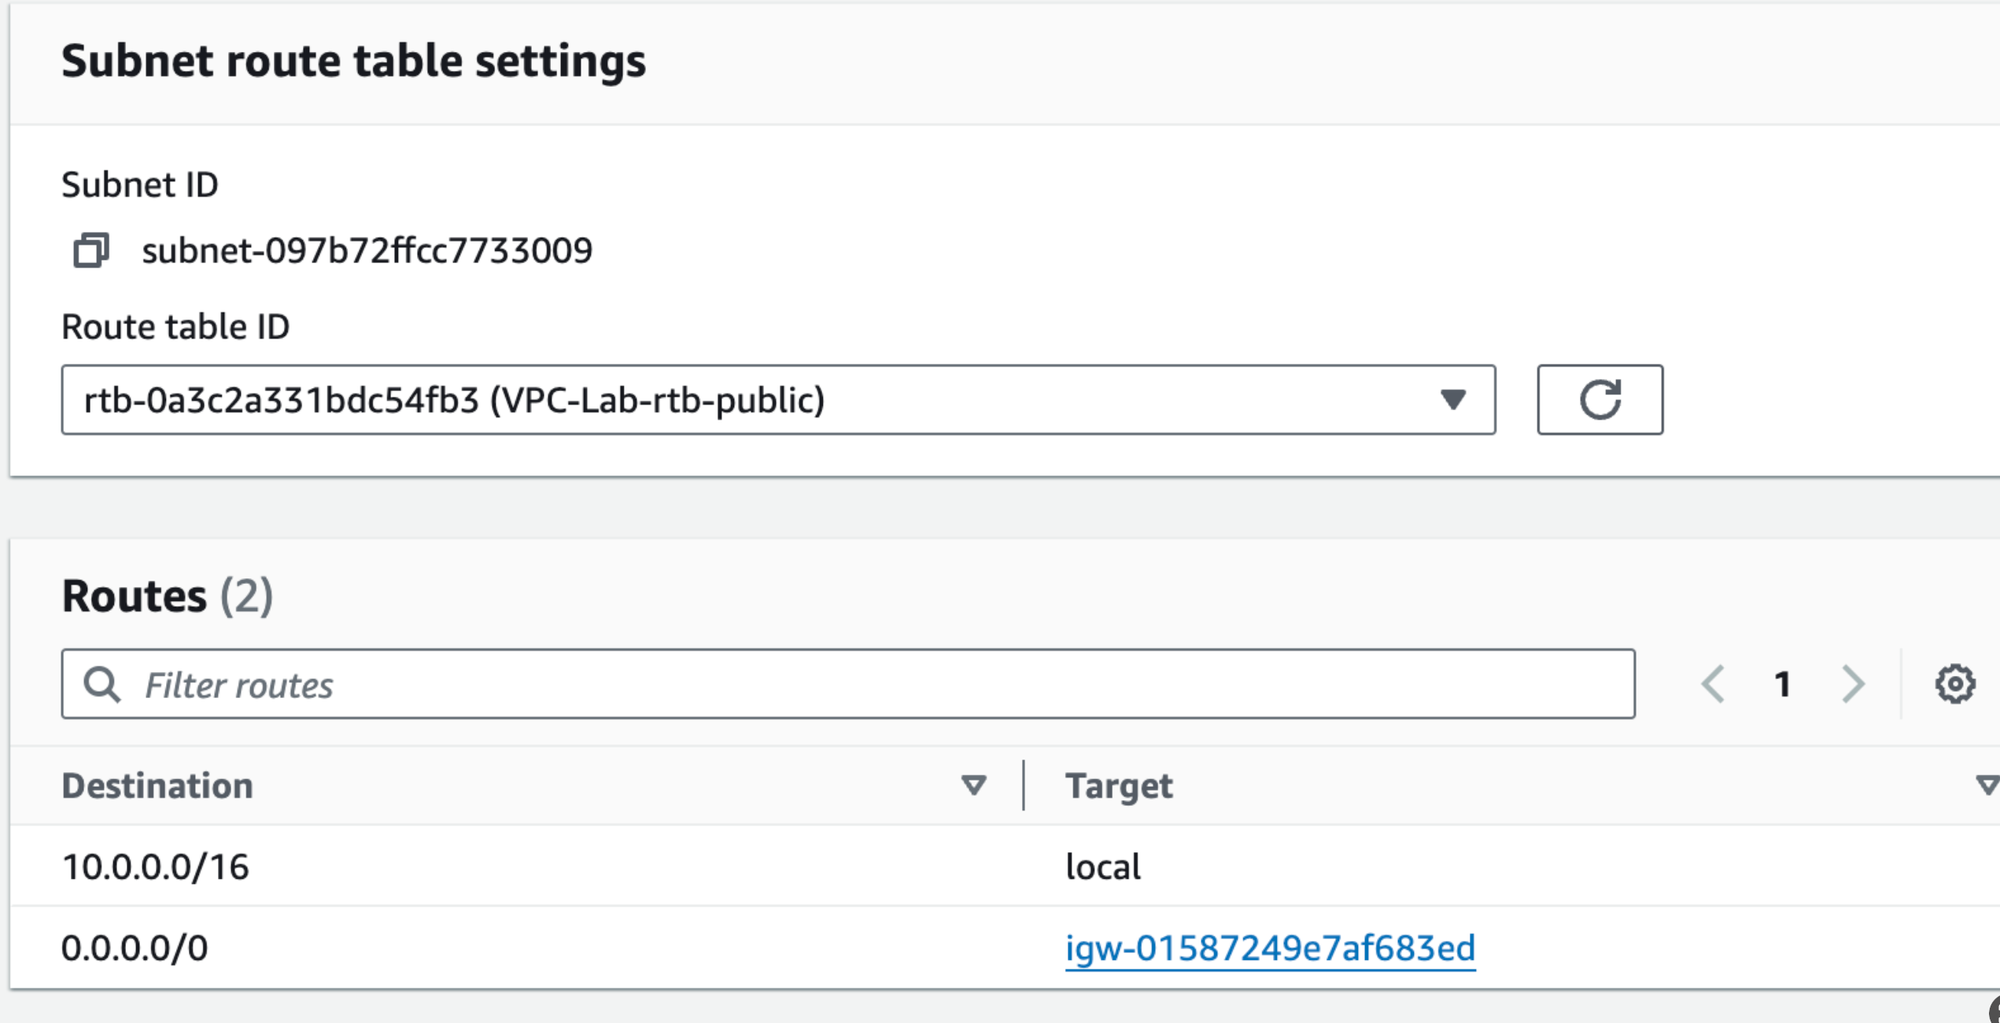 Subnet route table settings
Subnet ID
subnet-097b72ffcc7733009
Route table ID
rtb-0a3c2a331bdc54fb3 (VPC-Lab-rtb-public)
Routes (2)
Filter routes
1
Destination Target
10.0.0.0/16 local
0.0.0.0/0 igw-01587249e7af683ed